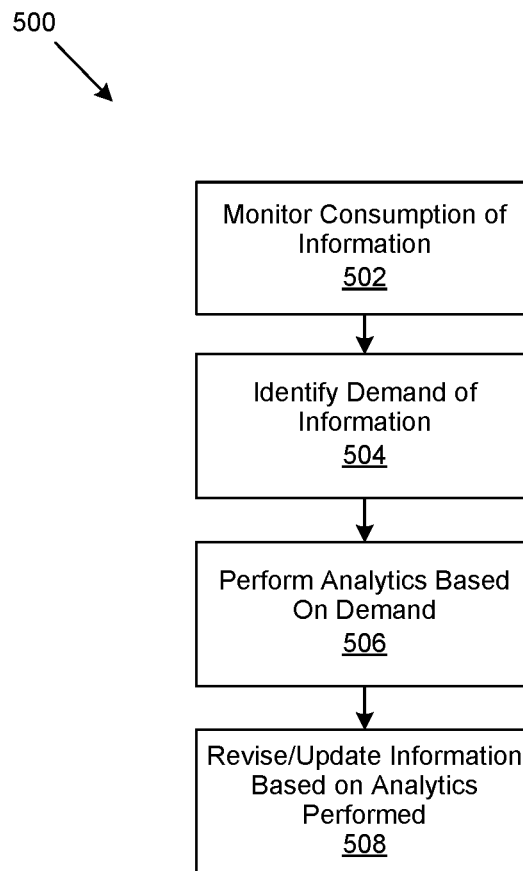 500
Monitor Consumption of
Information
502
Identify Demand of
Information
504
Perform Analytics Based
On Demand
506
Revise/Update Information
Based on Analytics
Performed
508